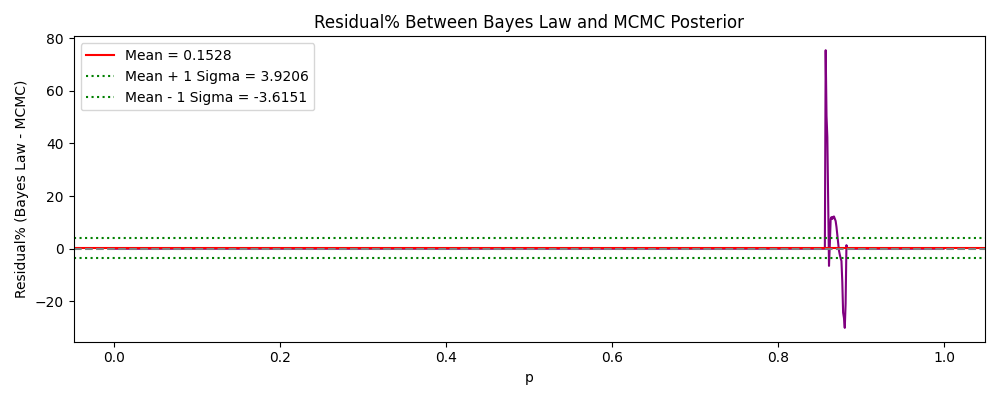 Residual% Between Bayes Law and MCMC Posterior
Residual% (Bayes Law - MCMC)
80
60
40
20
0
−20
Mean = 0.1528
Mean + 1 Sigma = 3.9206
Mean - 1 Sigma = -3.6151
0.0 0.2 0.4 0.6 0.8 1.0
p